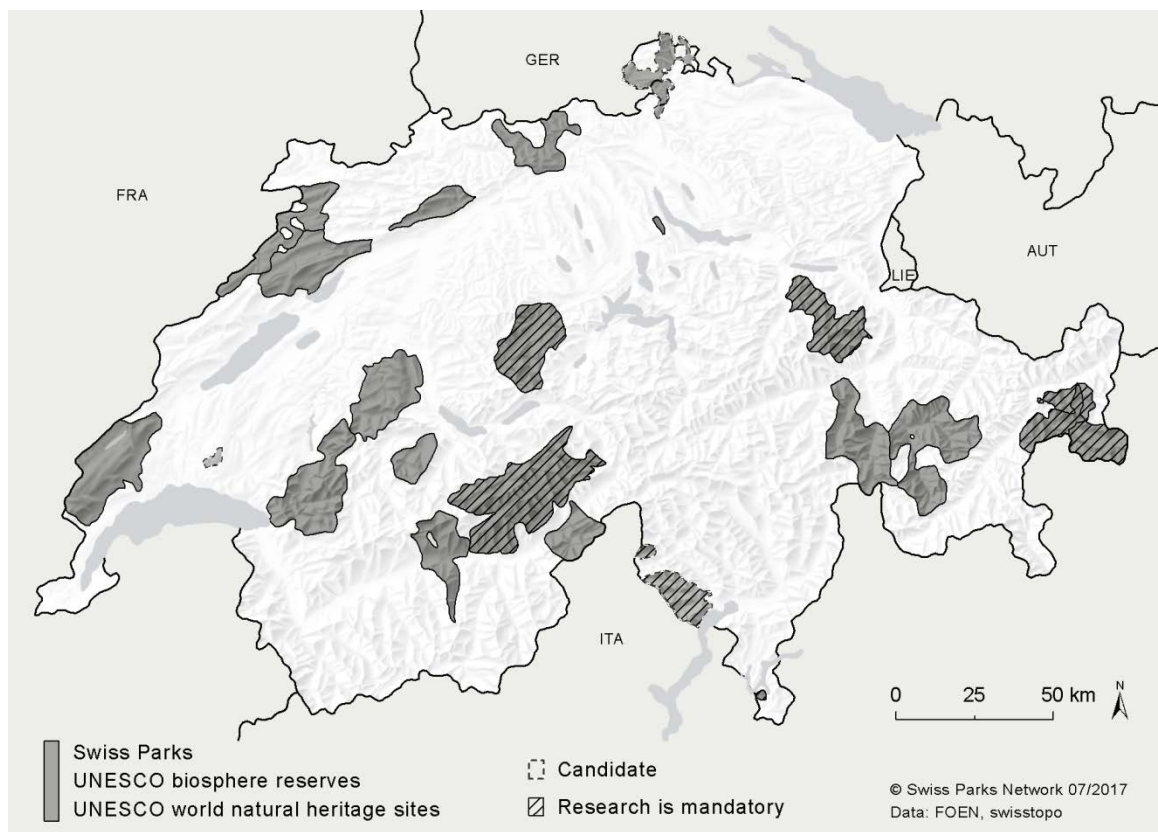 GER
FRA
AUT
LIE
ITA
0 25 50 km
N
Swiss Parks
UNESCO biosphere reserves
UNESCO world natural heritage sites
Candidate
Research is mandatory
© Swiss Parks Network 07/2017
Data: FOEN, swisstopo